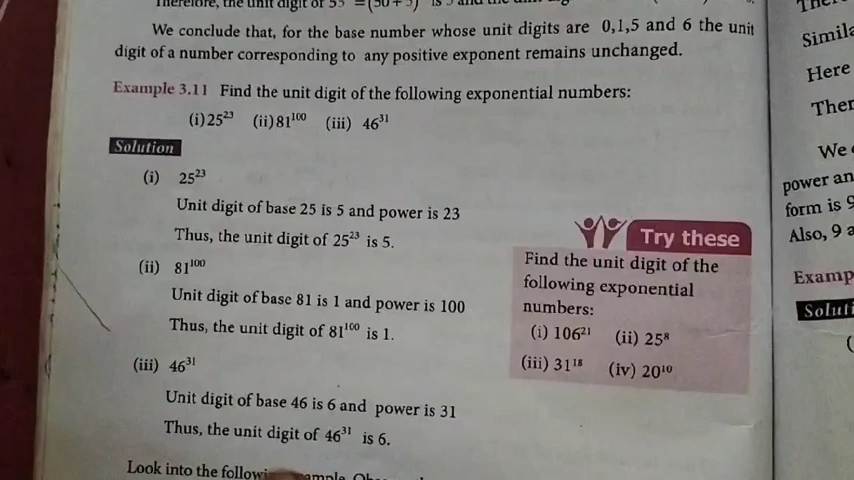 Therefore, the unit digit of
We conclude that, for the base number whose unit digits are 0,1,5 and 6 the unit
digit of a number corresponding to any positive exponent remains unchanged.
Example 3.11 Find the unit digit of the following exponential numbers:
(i)25²³ (ii)81¹⁰⁰ (iii) 46³¹
Solution
(i) 25²³
Unit digit of base 25 is 5 and power is 23
Thus, the unit digit of 25²³ is 5.
(ii) 81¹⁰⁰
Unit digit of base 81 is 1 and power is 100
Thus, the unit digit of 81¹⁰⁰ is 1.
(iii) 46³¹
Unit digit of base 46 is 6 and power is 31
Thus, the unit digit of 46³¹ is 6.
Look into the
Try these
Find the unit digit of the
following exponential
numbers:
(i) 106²¹ (ii) 25⁸
(iii) 31¹⁸ (iv) 20¹⁰
Here
We
power an
form is 9
Also, 9 a